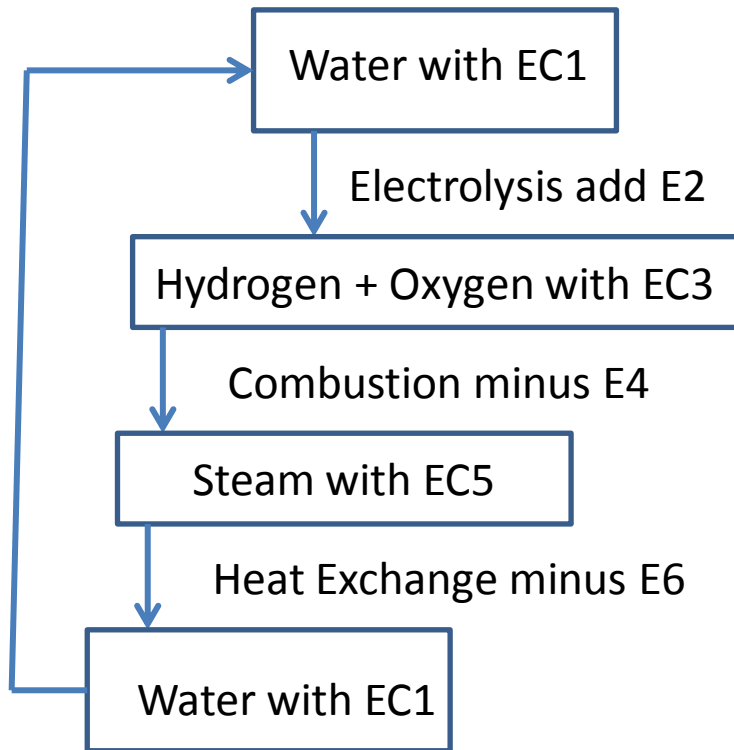 Water with EC1
Electrolysis add E2
Hydrogen + Oxygen with EC3
Combustion minus E4
Steam with EC5
Heat Exchange minus E6
Water with EC1